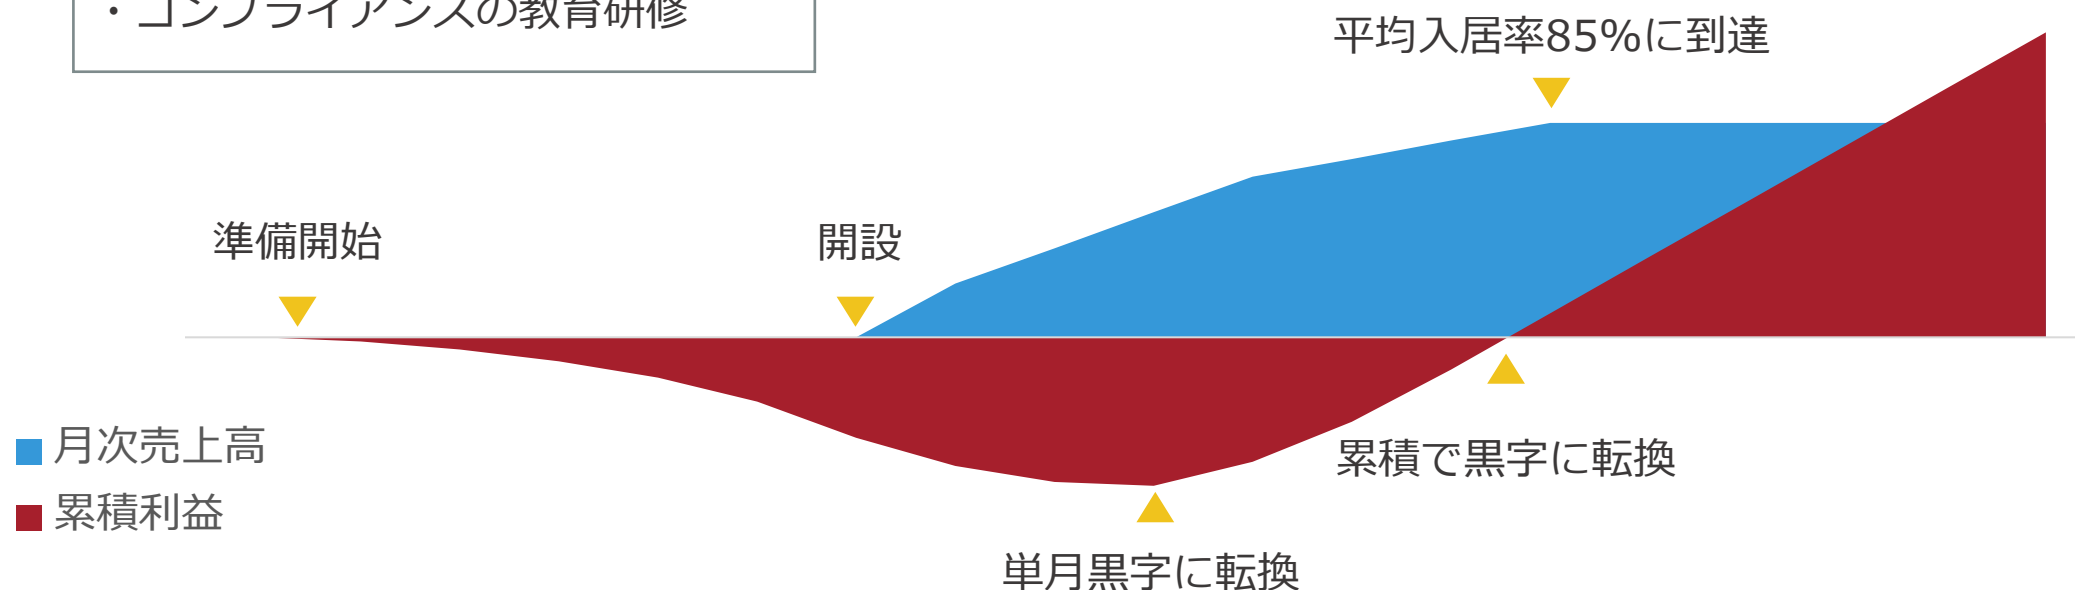 ・コンプライアンスの教育研修
平均入居率85%に到達
準備開始
開設
月次売上高
累積で黒字に転換
累積利益
単月黒字に転換